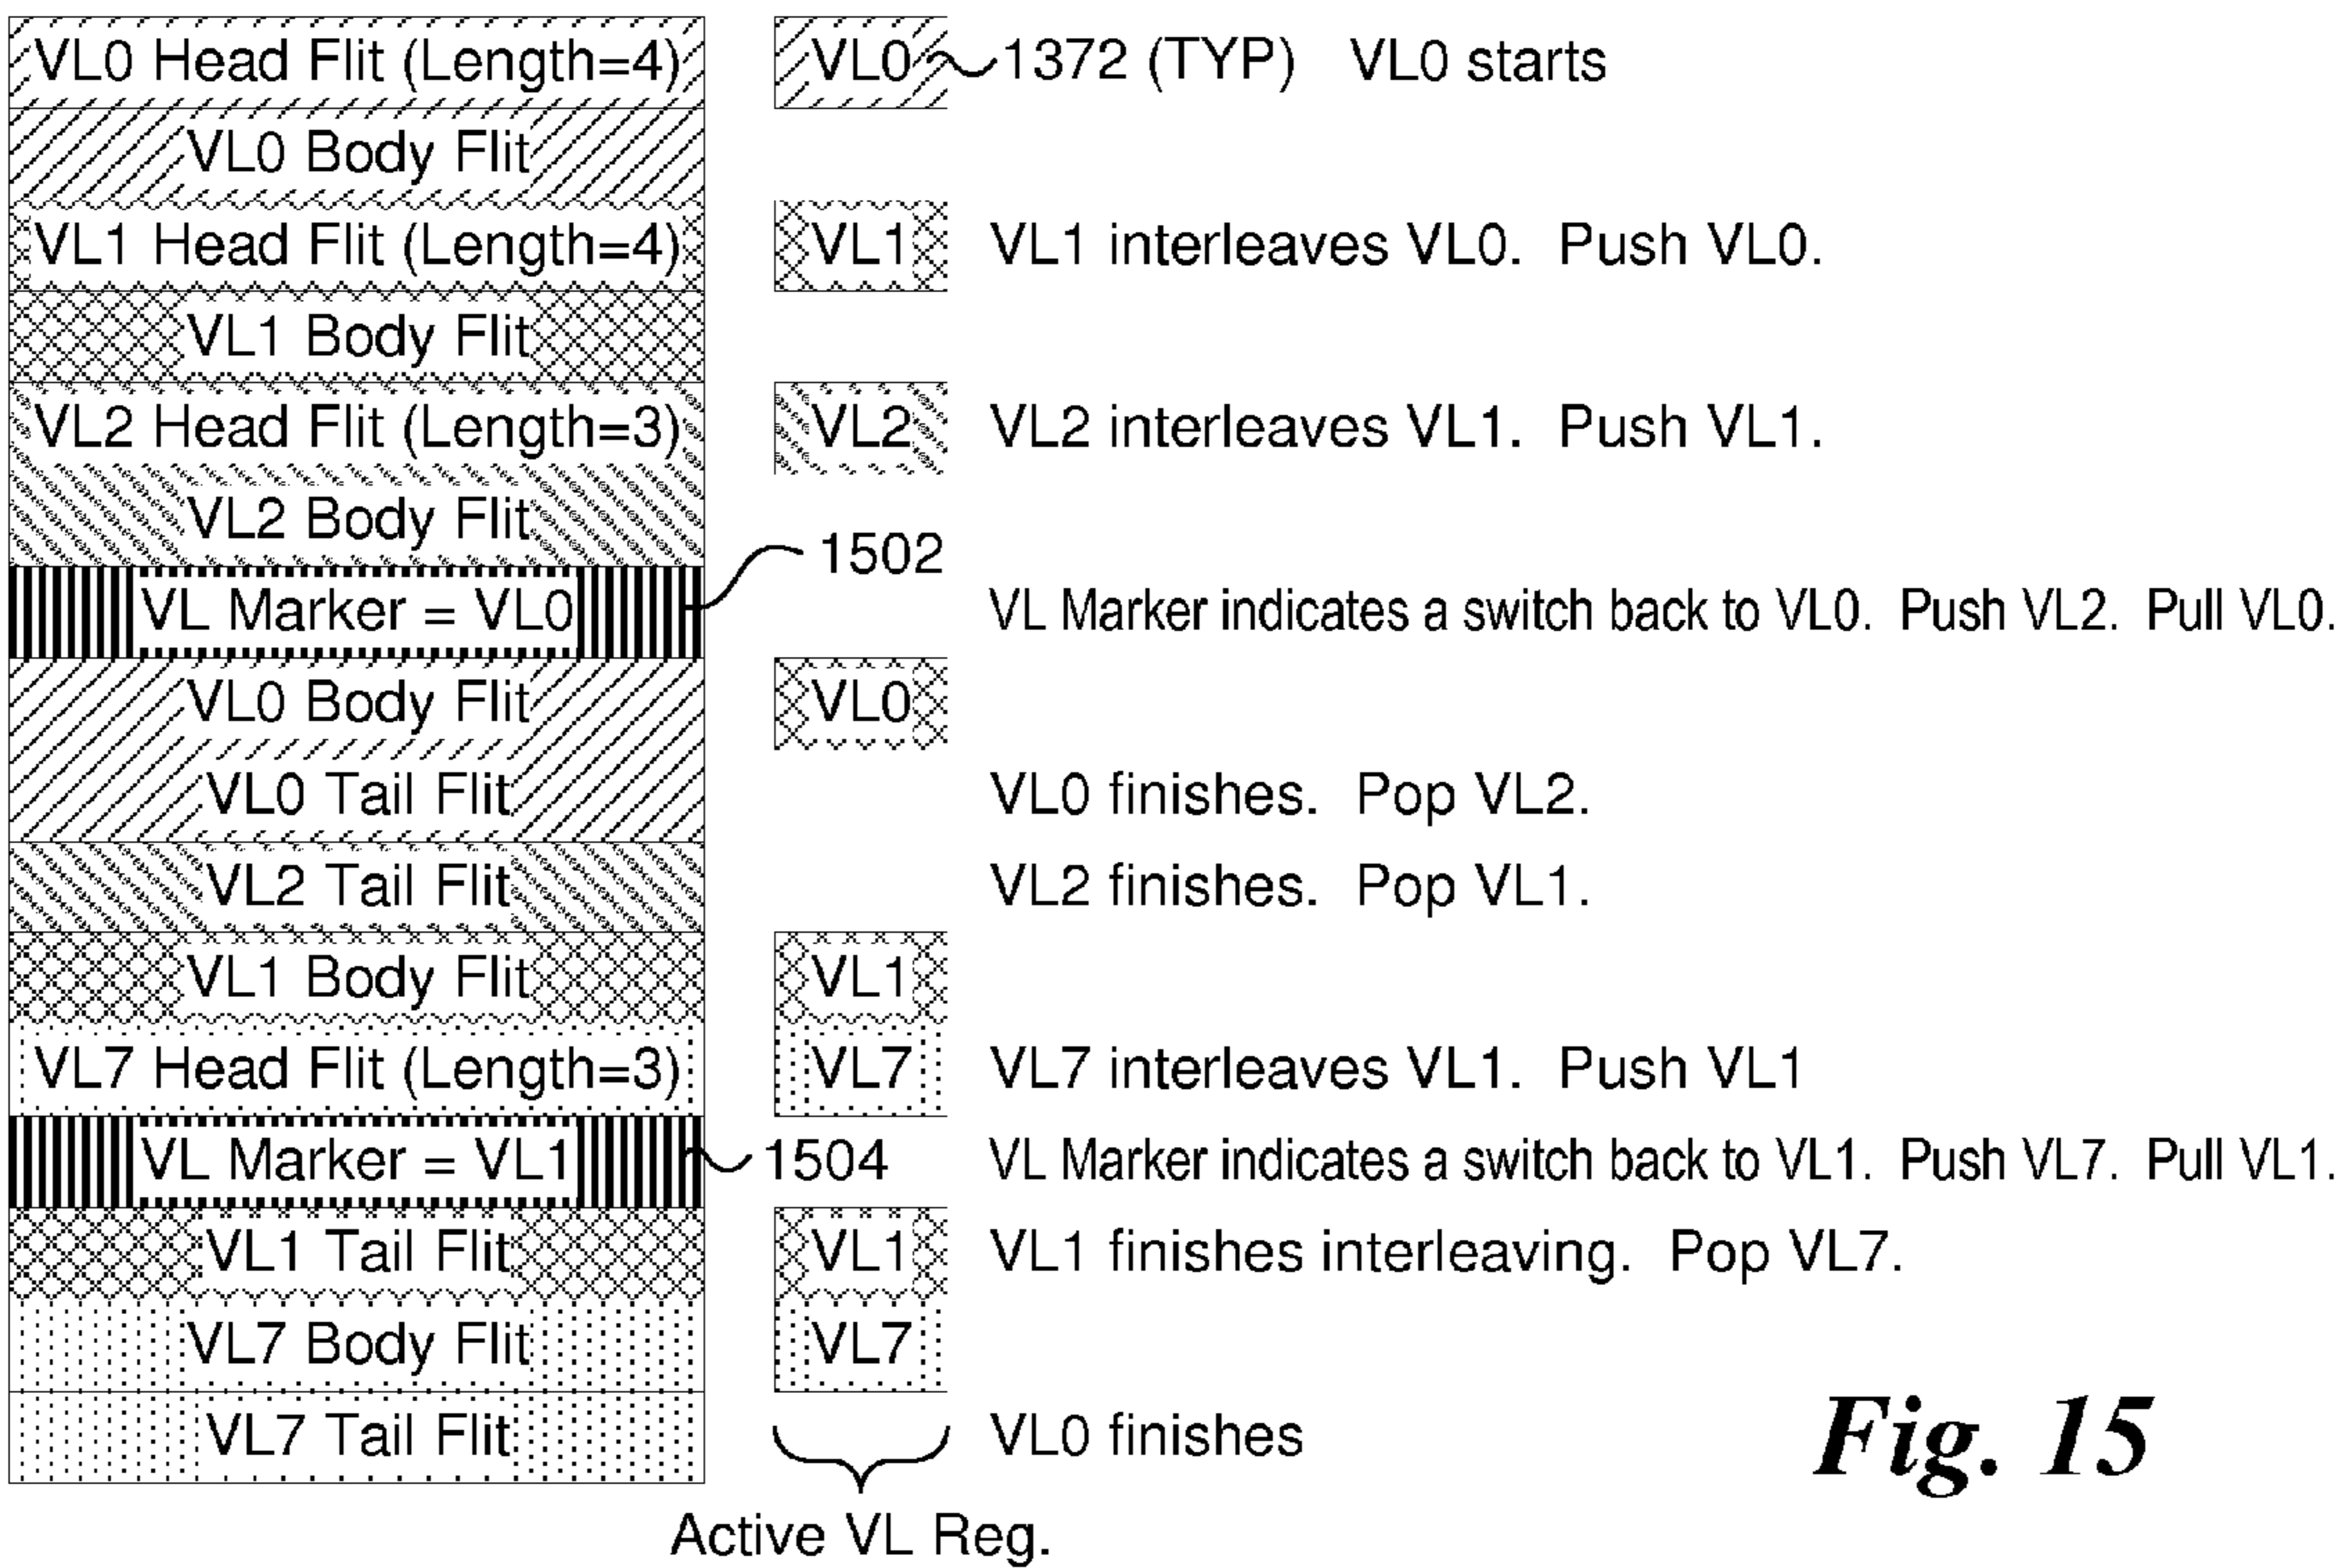 VL0 Head Flit (Length=4) VL0 1372 (TYP) VL0 starts
VL0 Body Flit
VL1 Head Flit (Length=4) VL1 VL1 interleaves VL0. Push VL0.
VL1 Body Flit
VL2 Head Flit (Length=3) VL2 VL2 interleaves VL1. Push VL1.
VL2 Body Flit
1502
VL Marker = VL0 VL Marker indicates a switch back to VL0. Push VL2. Pull VL0.
VL0 Body Flit VL0
VL0 Tail Flit VL0 finishes. Pop VL2.
VL2 Tail Flit VL2 finishes. Pop VL1.
VL1 Body Flit VL1
VL7 Head Flit (Length=3) VL7 VL7 interleaves VL1. Push VL1
VL Marker = VL1 1504 VL Marker indicates a switch back to VL1. Push VL7. Pull VL1.
VL1 Tail Flit VL1 VL1 finishes interleaving. Pop VL7.
VL7 Body Flit VL7
VL7 Tail Flit VL0 finishes
Active VL Reg.
Fig. 15